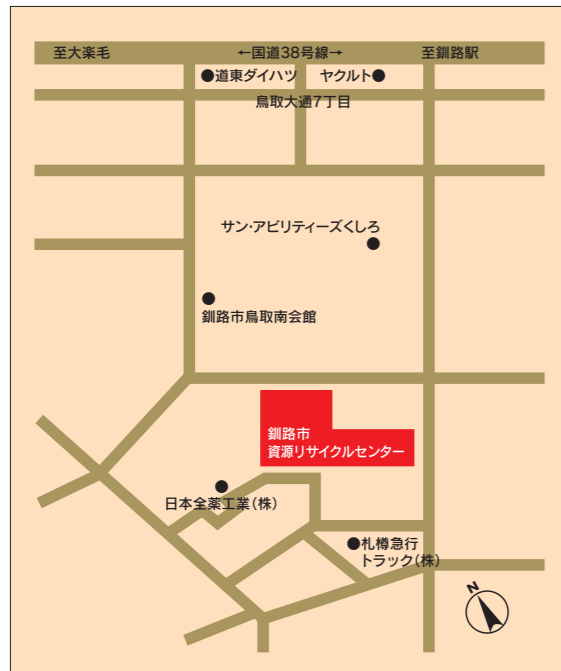 至大楽毛
←国道38号線→
至釧路駅
●道東ダイハツ
ヤクルト●
鳥取大通7丁目
サン・アビリティーズくしろ
釧路市鳥取南会館
釧路市
資源リサイクルセンター
日本全薬工業(株)
●札樽急行
トラック(株)
N